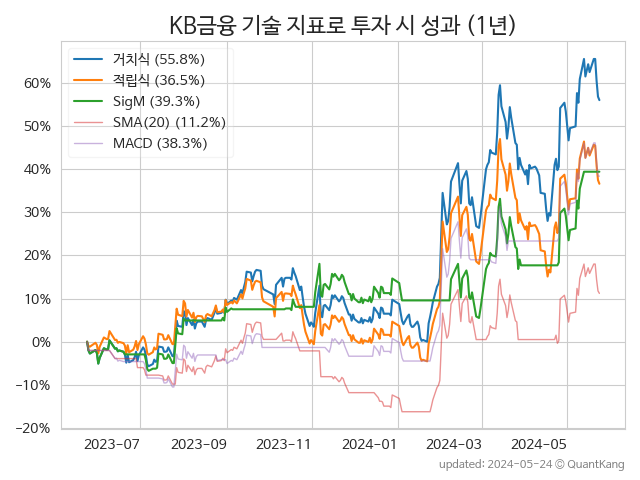 KB금융 기술 지표로 투자 시 성과 (1년)
거치식 (55.8%)
적립식 (36.5%)
SigM (39.3%)
SMA(20) (11.2%)
MACD (38.3%)
60%
50%
40%
30%
20%
10%
0%
−10%
−20%
2023-07
2023-09
2023-11
2024-01
2024-03
2024-05
updated: 2024-05-24 © QuantKang